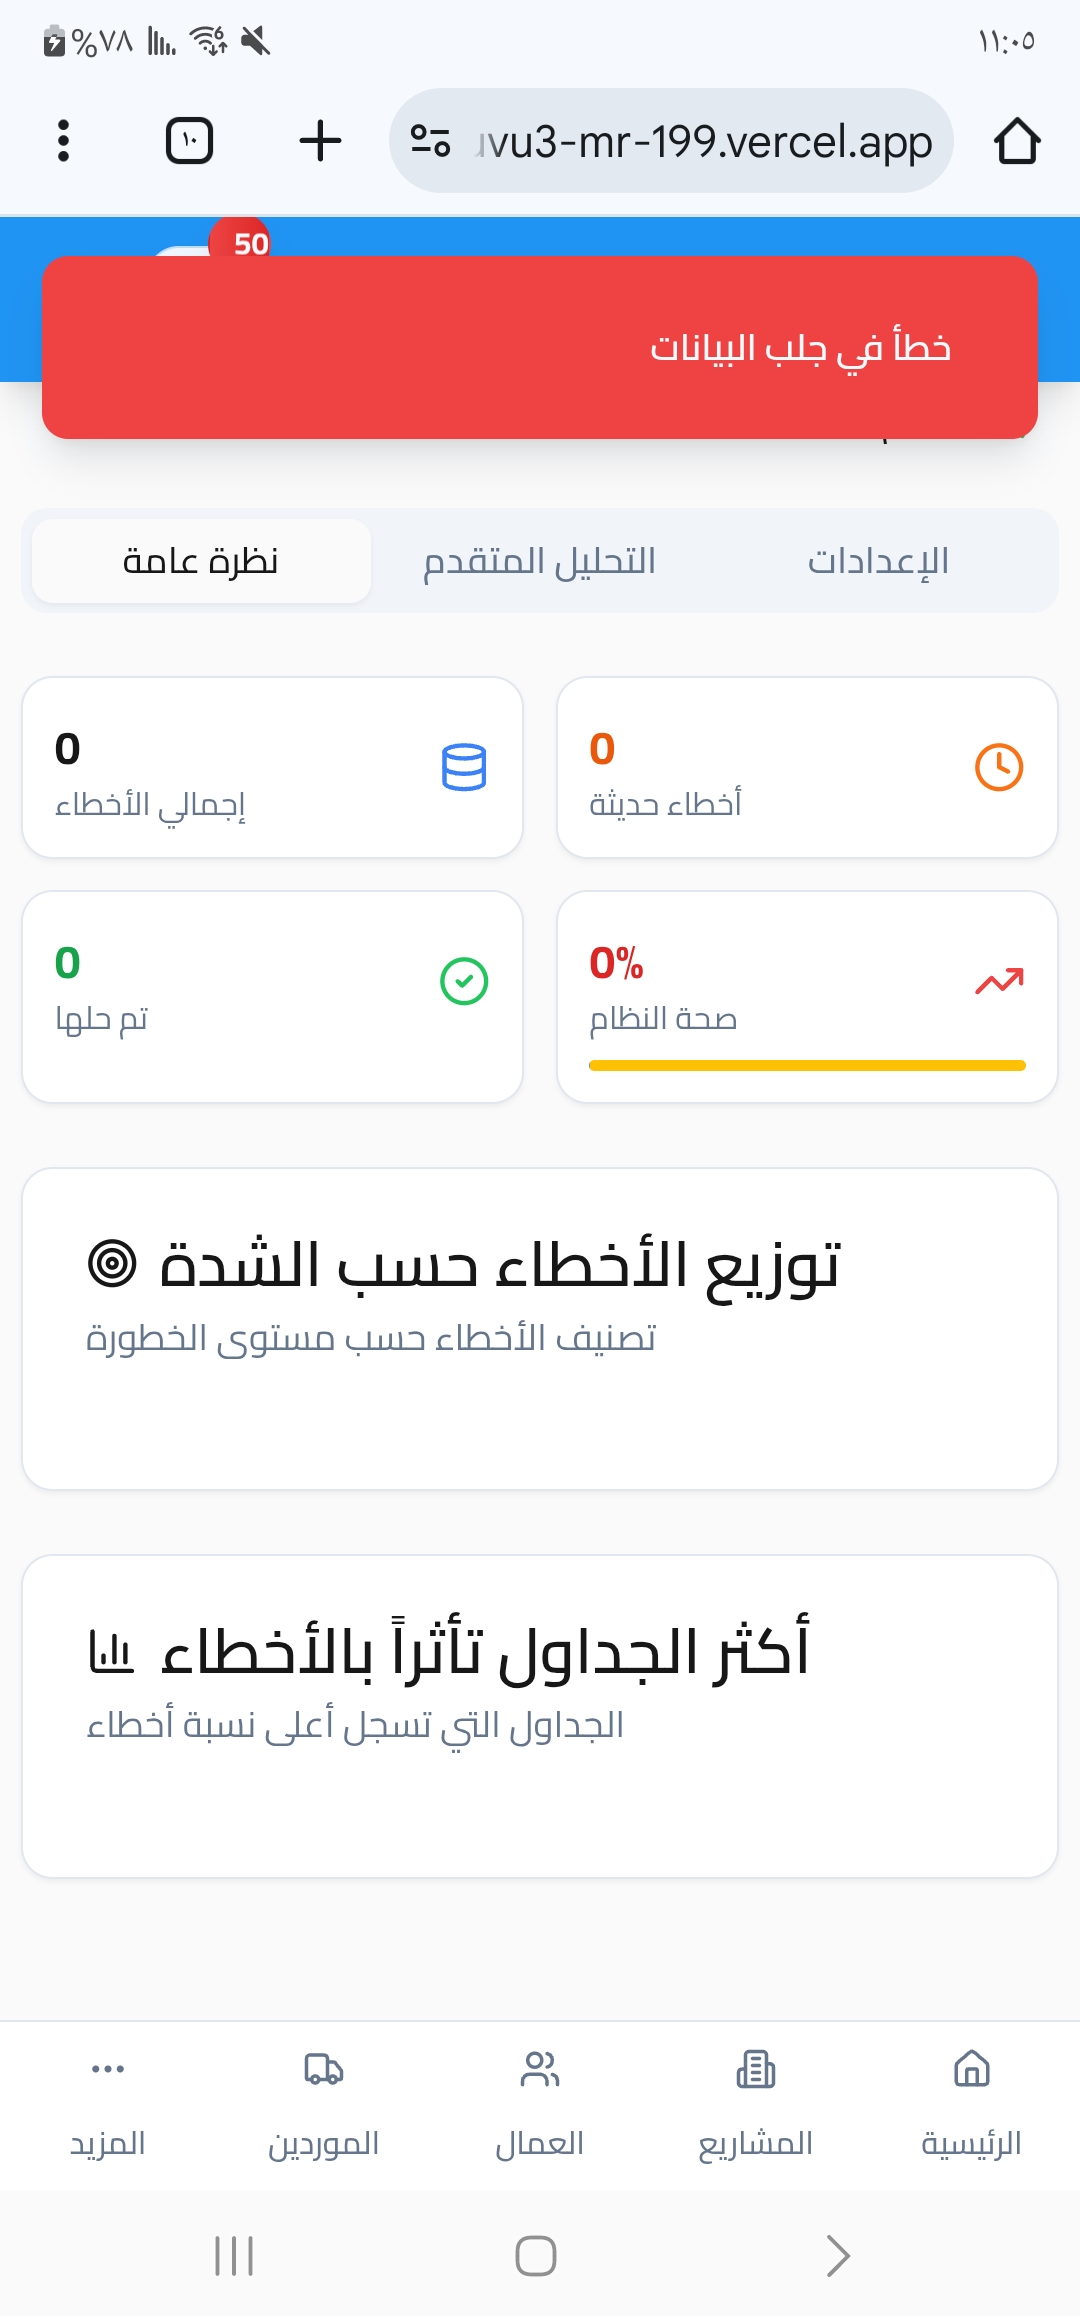 %٧٨
١١:٠٥
١٠
vu3-mr-199.vercel.app
50
خطأ في جلب البيانات
الإعدادات
التحليل المتقدم
نظرة عامة
0
أخطاء حديثة
0
إجمالي الأخطاء
0%
صحة النظام
0
تم حلها
توزيع الأخطاء حسب الشدة
تصنيف الأخطاء حسب مستوى الخطورة
أكثر الجداول تأثراً بالأخطاء
الجداول التي تسجل أعلى نسبة أخطاء
الرئيسية
المشاريع
العمال
الموردين
المزيد